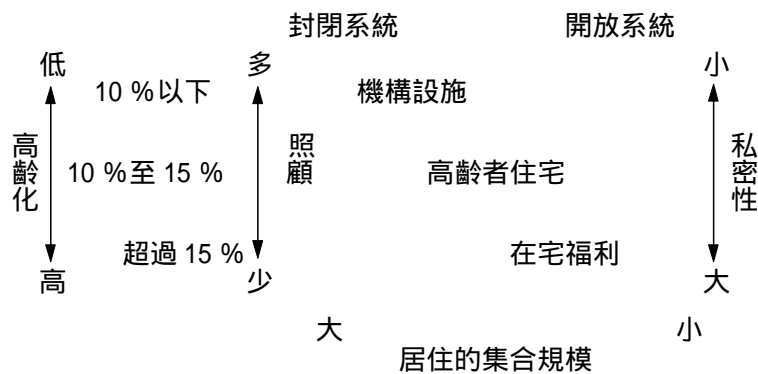 封閉系統 開放系統
低 多 小
10 %以下 機構設施
高齡化 10 %至 15 % 照顧 高齡者住宅 私密性
超過 15 % 在宅福利
高 少 大
大 小
居住的集合規模